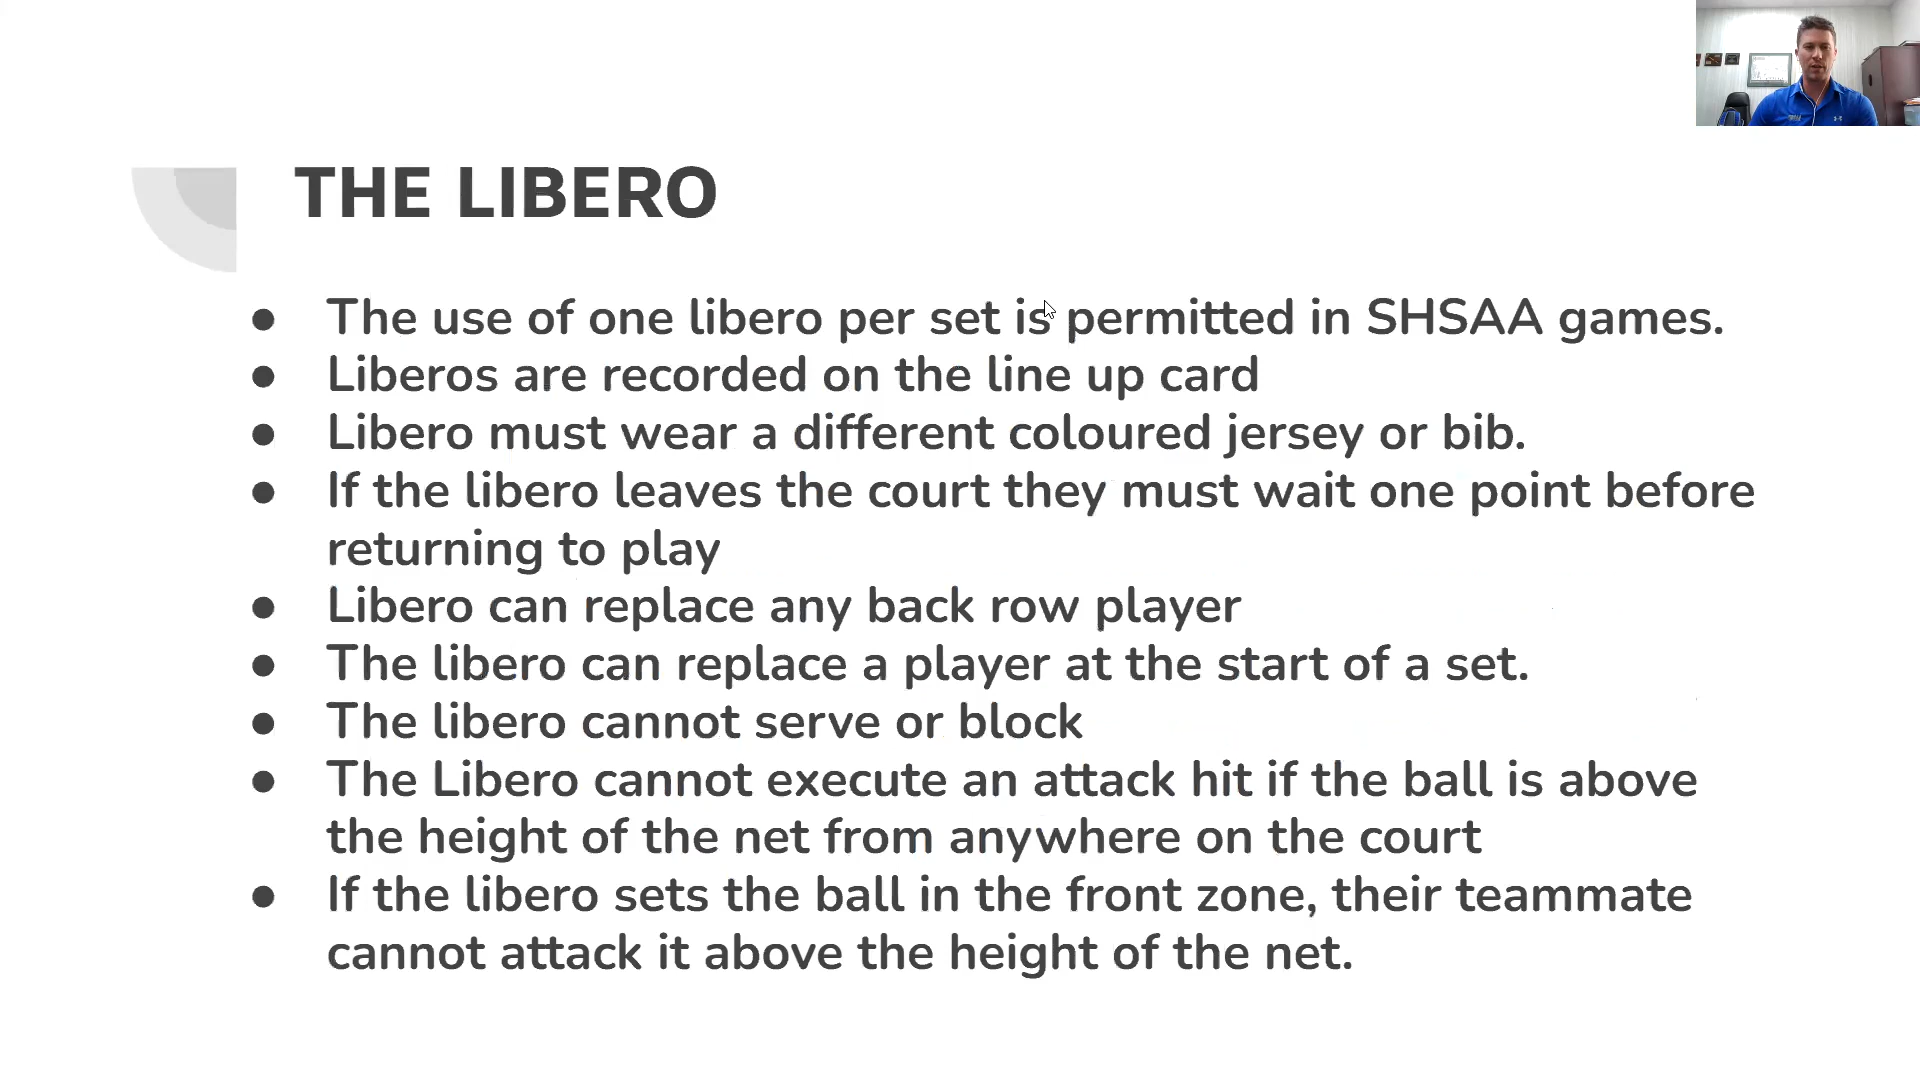 THE LIBERO
● The use of one libero per set is permitted in SHSAA games.
● Liberos are recorded on the line up card
● Libero must wear a different coloured jersey or bib.
● If the libero leaves the court they must wait one point before
returning to play
● Libero can replace any back row player
● The libero can replace a player at the start of a set.
● The libero cannot serve or block
● The Libero cannot execute an attack hit if the ball is above
the height of the net from anywhere on the court
● If the libero sets the ball in the front zone, their teammate
cannot attack it above the height of the net.